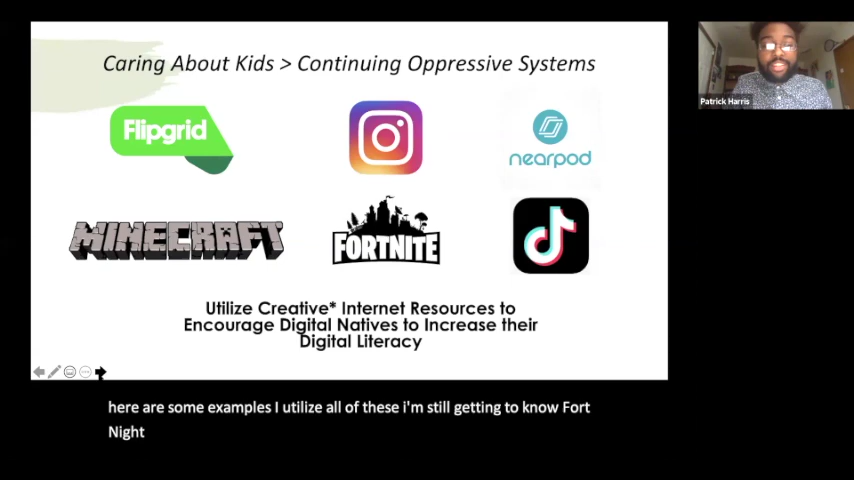 Caring About Kids > Continuing Oppressive Systems
Flipgrid
nearpod
MINECRAFT
FORTNITE
Utilize Creative* Internet Resources to
Encourage Digital Natives to Increase their
Digital Literacy
Patrick Harris
here are some examples I utilize all of these i'm still getting to know Fort
Night